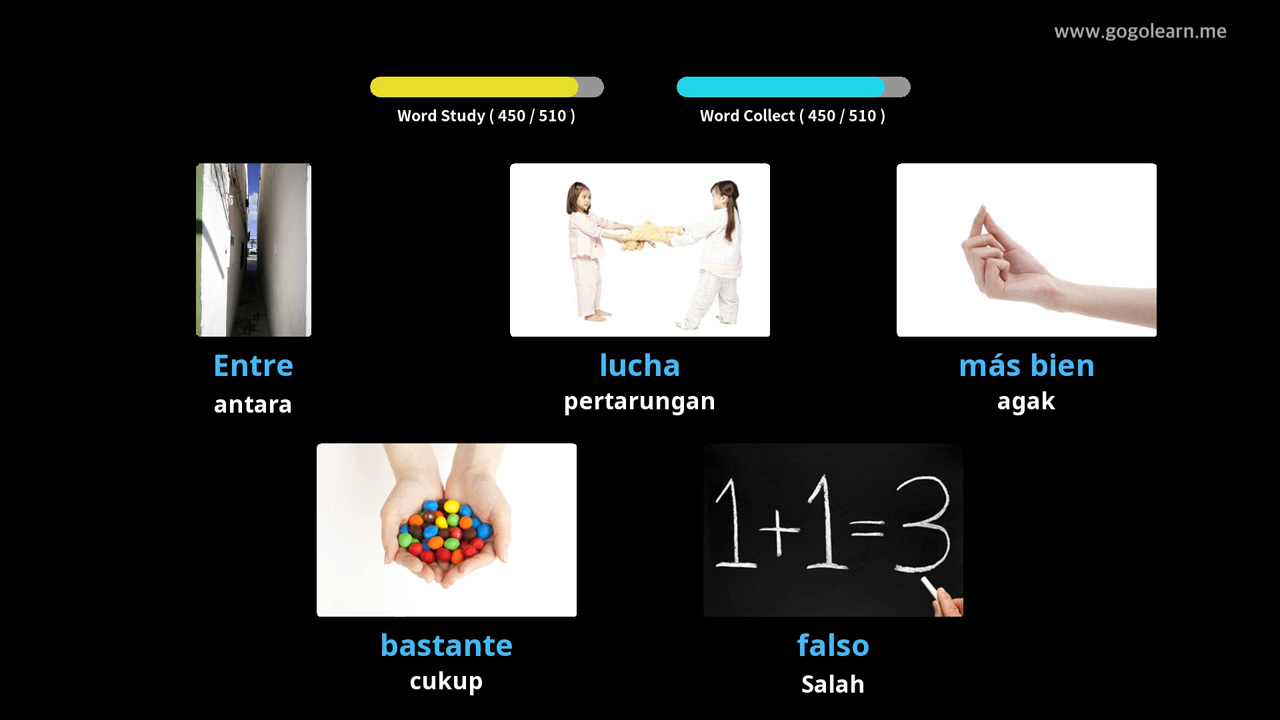 www.gogolearn.me
Word Study ( 450 / 510 )
Word Collect ( 450 / 510 )
Entre
antara
lucha
pertarungan
más bien
agak
1+1=3
bastante
cukup
falso
Salah